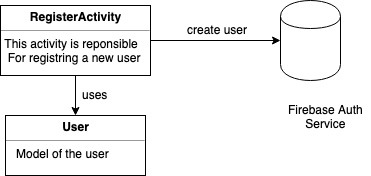 RegisterActivity
This activity is reponsible
For registring a new user
create user
Firebase Auth
Service
uses
User
Model of the user